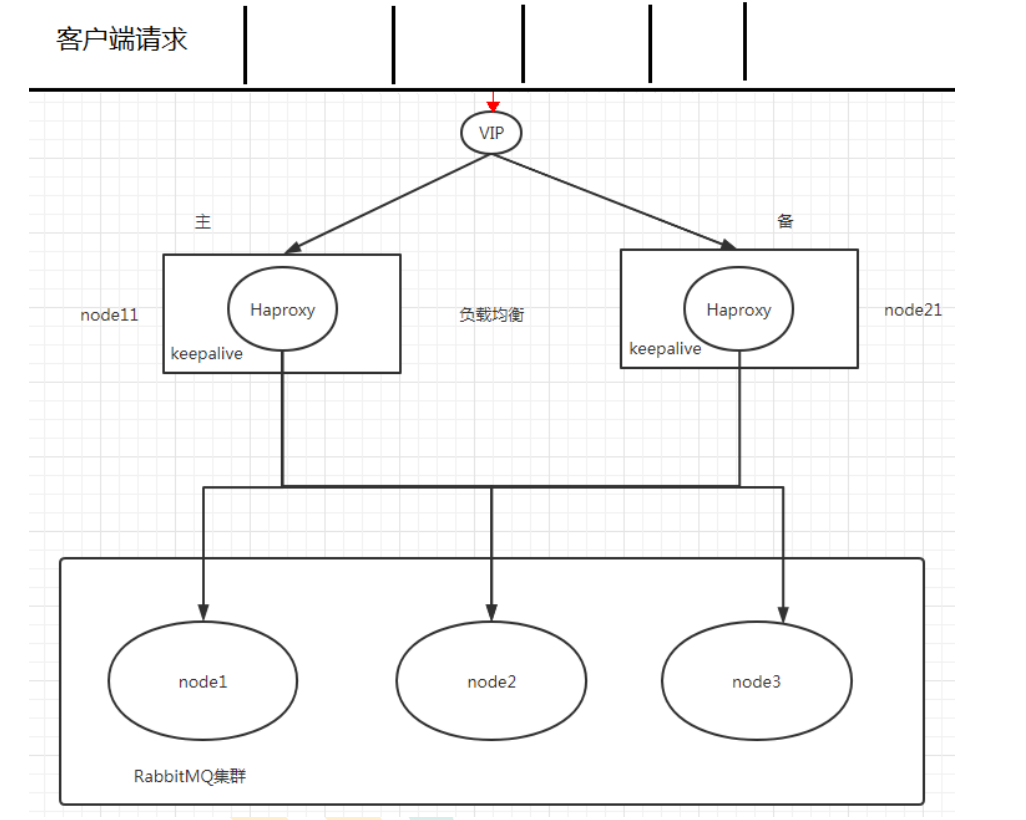 客户端请求
VIP
主
备
node11
Haproxy
keepalive
负载均衡
Haproxy
keepalive
node21
node1
node2
node3
RabbitMQ集群